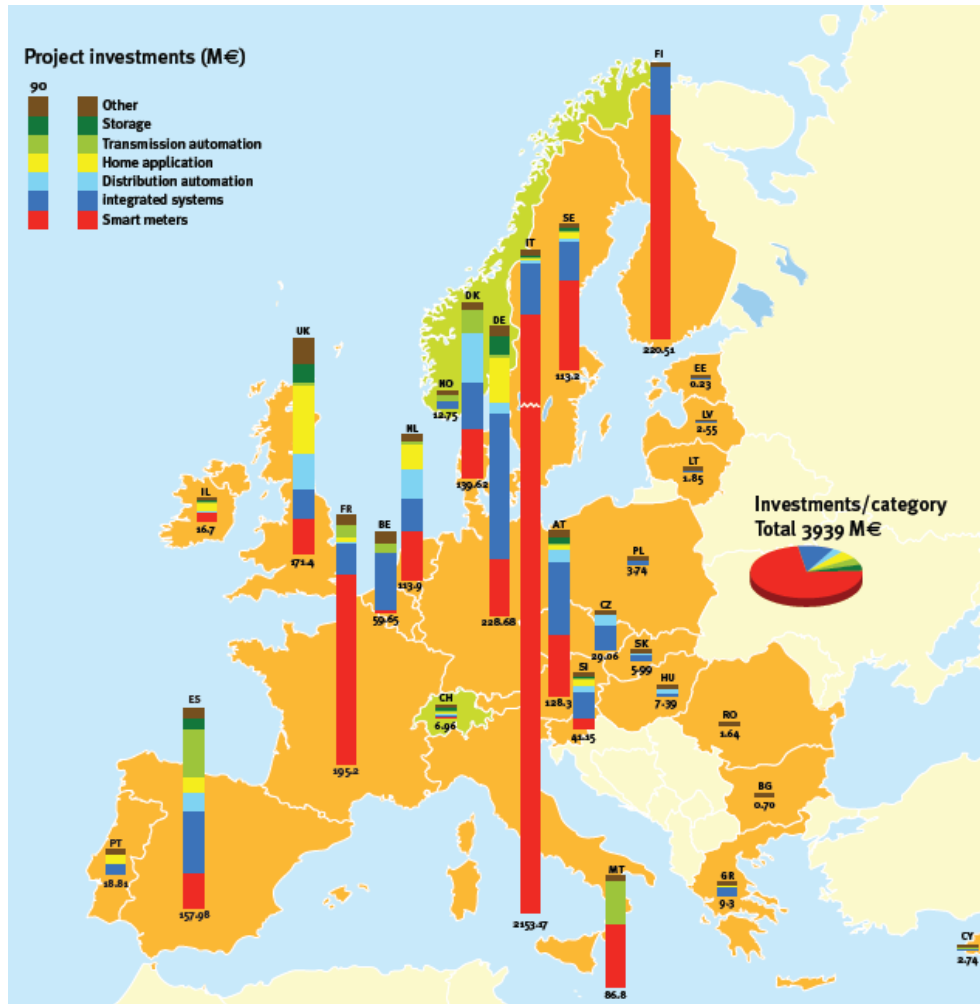 Project investments (M€)
90
Other
Storage
Transmission automation
Home application
Distribution automation
integrated systems
Smart meters
FI
220.51
SE
113.2
IT
2153.17
DK
139.62
DE
228.68
UK
171.4
NO
12.75
EE
0.23
LV
2.55
LT
1.85
NL
113.9
IL
16.7
FR
195.2
BE
59.65
AT
128.3
PL
3.74
Investments/category
Total 3939 M€
CZ
29.06
SK
5.99
SI
41.15
HU
7.39
CH
6.96
RO
1.64
ES
157.98
BG
0.70
PT
18.81
MT
86.8
GR
9.3
CY
2.74